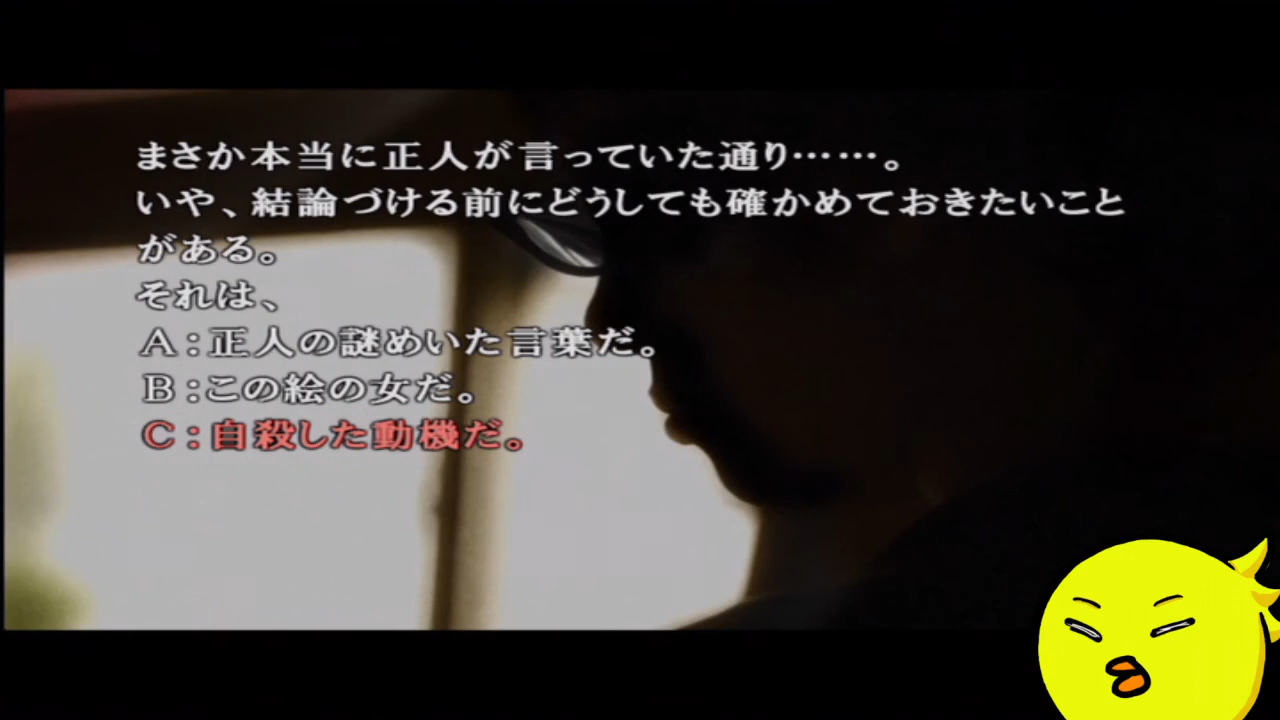 まさか本当に正人が言っていた通り……。
いや、結論づける前にどうしても確かめておきたいこと
がある。
それは、
Ａ：正人の謎めいた言葉だ。
Ｂ：この絵の女だ。
Ｃ：自殺した動機だ。